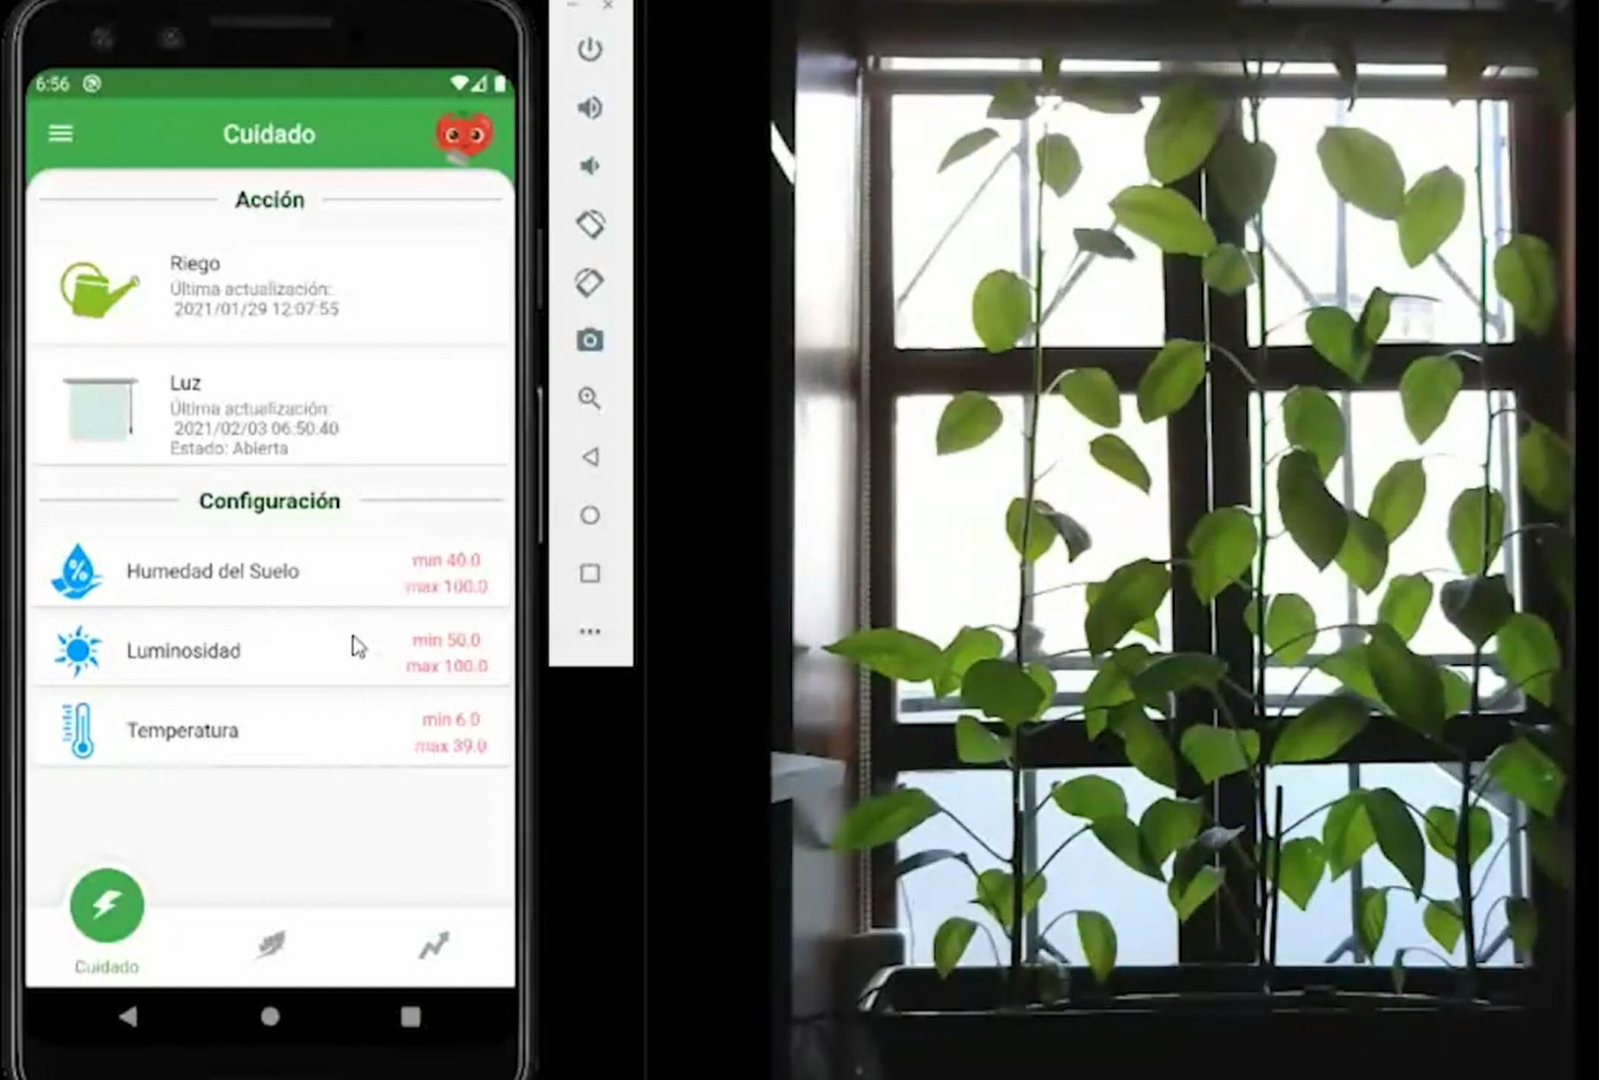 6:56
Cuidado
Acción
Riego
Última actualización:
2021/01/29 12:07:55
Luz
Última actualización:
2021/02/03 06:50:40
Estado: Abierta
Configuración
Humedad del Suelo
min 40.0
max 100.0
Luminosidad
min 50.0
max 100.0
Temperatura
min 6.0
max 39.0
Cuidado